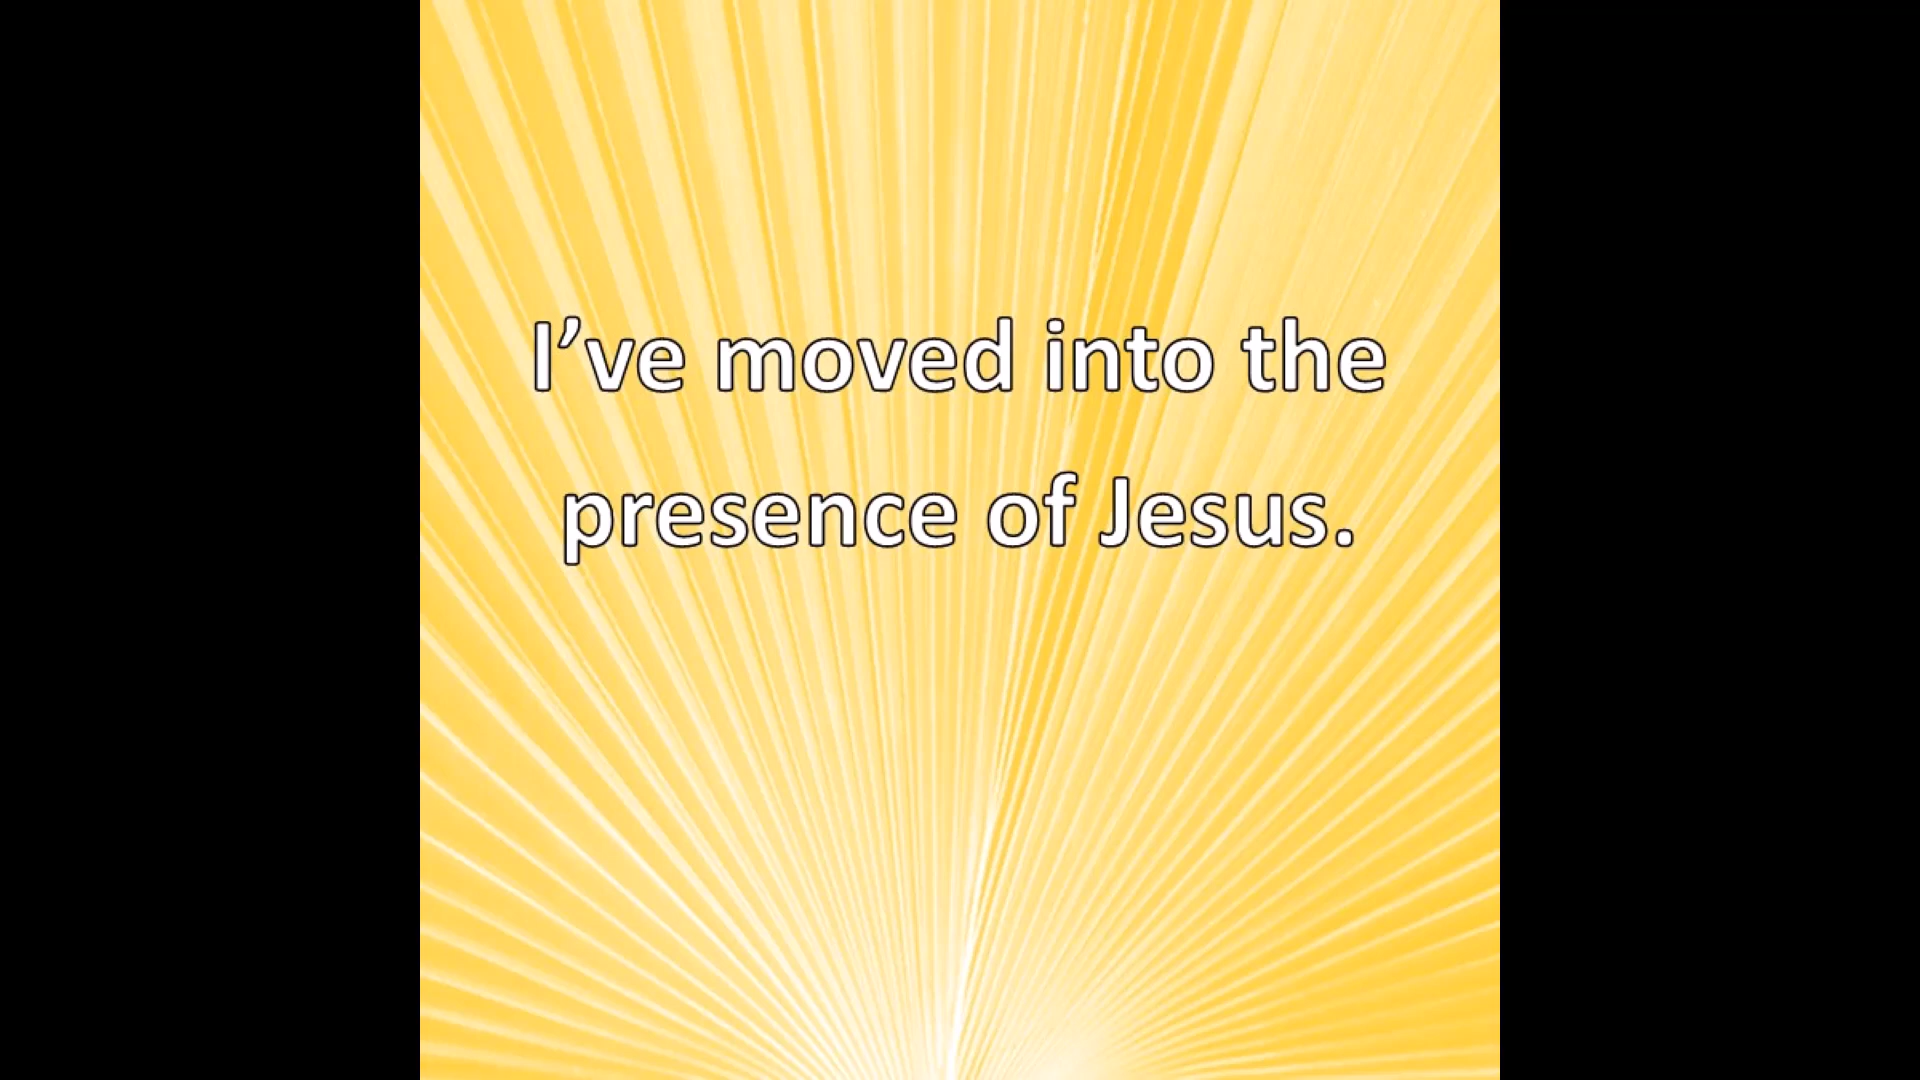 I’ve moved into the
presence of Jesus.